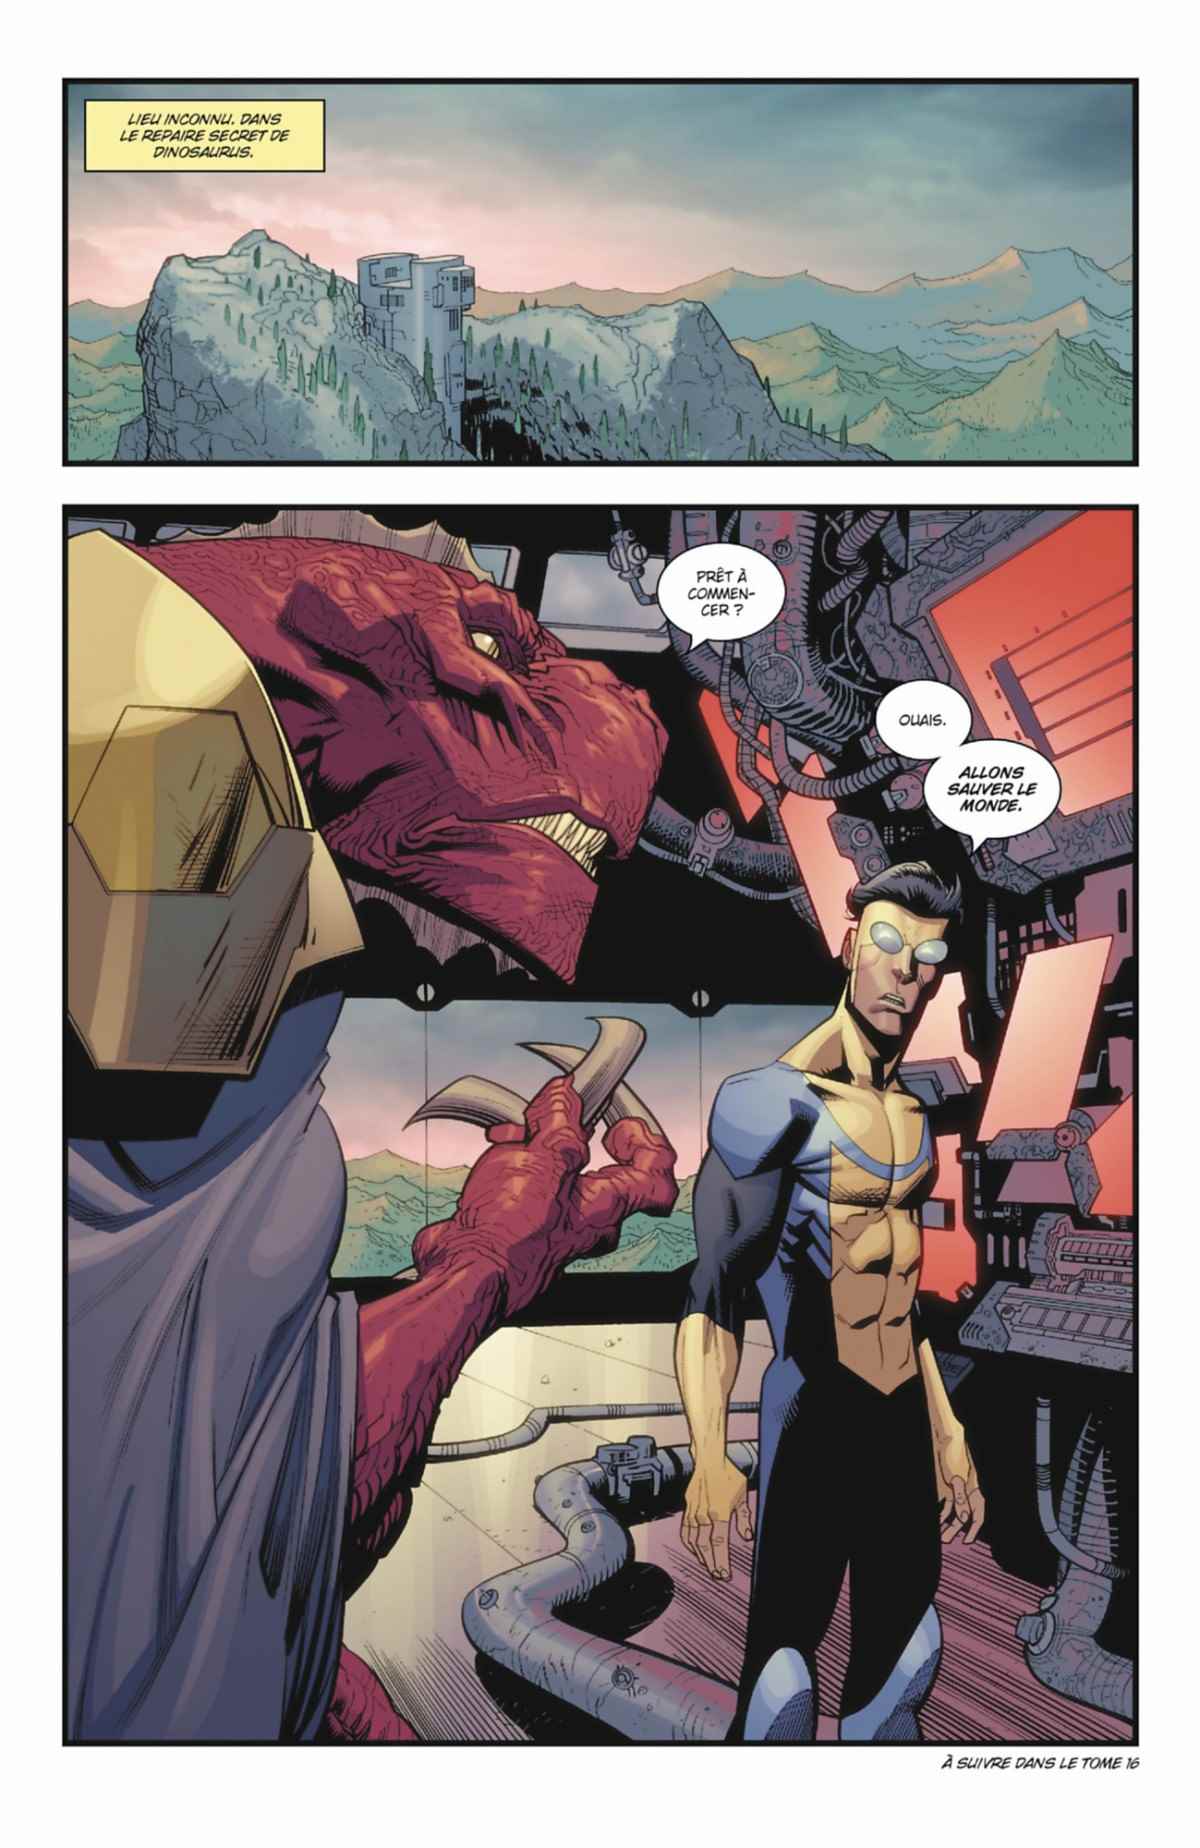 LIEU INCONNU. DANS
LE REPAIRE SECRET DE
DINOSAURUS.
PRÊT À
COMMEN-
CER ?
OUAIS.
ALLONS
SAUVER LE
MONDE.
À SUIVRE DANS LE TOME 16